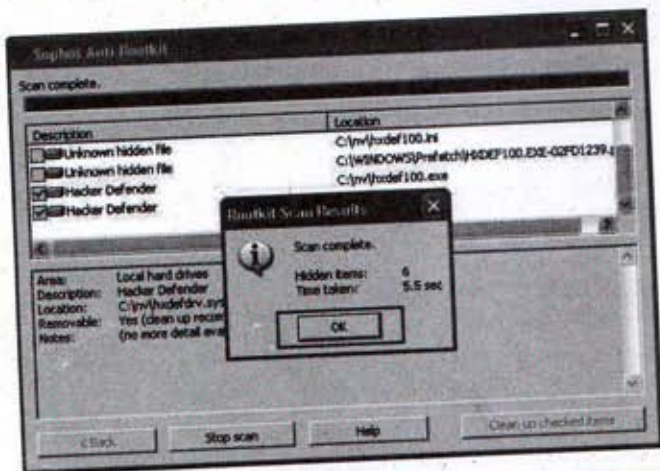 Sophos Anti-Rootkit
Scan complete.
Description Location
Unknown hidden file C:\nv\hxdef100.ini
Unknown hidden file C:\WINDOWS\Prefetch\HXDEF100.EXE-02FD1239.p
Hacker Defender C:\nv\hxdef100.exe
Hacker Defender
Rootkit Scan Results
Scan complete.
Hidden items: 6
Time taken: 5.5 sec
OK
Area: Local hard drives
Description: Hacker Defender
Location: C:\nv\hxdefdrv.sys
Removable: Yes (clean up recom
Notes: (no more detail avai
< Back
Stop scan
Help
Clean up checked items